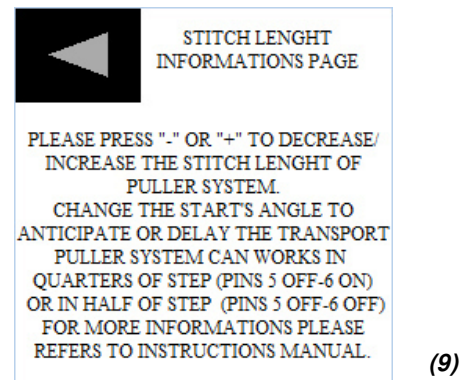 STITCH LENGHT
INFORMATIONS PAGE
PLEASE PRESS "-" OR "+" TO DECREASE/
INCREASE THE STITCH LENGHT OF
PULLER SYSTEM.
CHANGE THE START'S ANGLE TO
ANTICIPATE OR DELAY THE TRANSPORT
PULLER SYSTEM CAN WORKS IN
QUARTERS OF STEP (PINS 5 OFF-6 ON)
OR IN HALF OF STEP (PINS 5 OFF-6 OFF)
FOR MORE INFORMATIONS PLEASE
REFERS TO INSTRUCTIONS MANUAL.
(9)